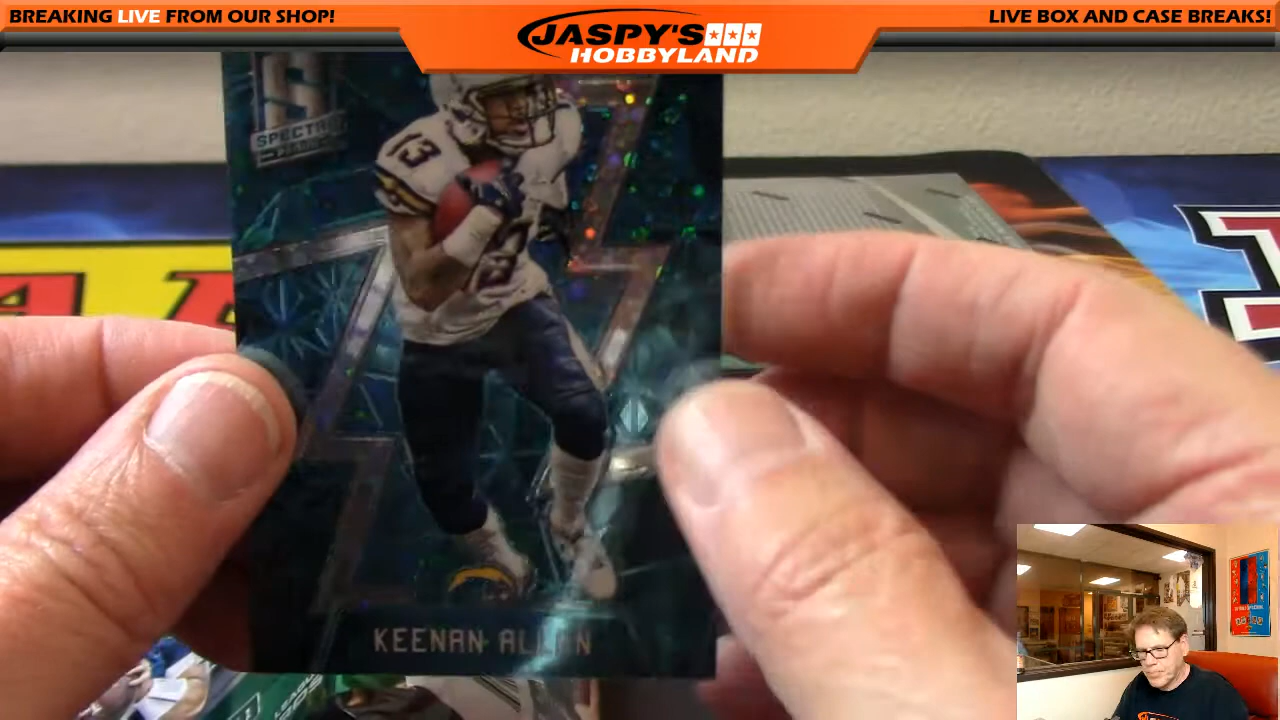 BREAKING LIVE FROM OUR SHOP!
JASPY'S
HOBBYLAND
LIVE BOX AND CASE BREAKS!
SPECTRA
13
KEENAN ALLEN